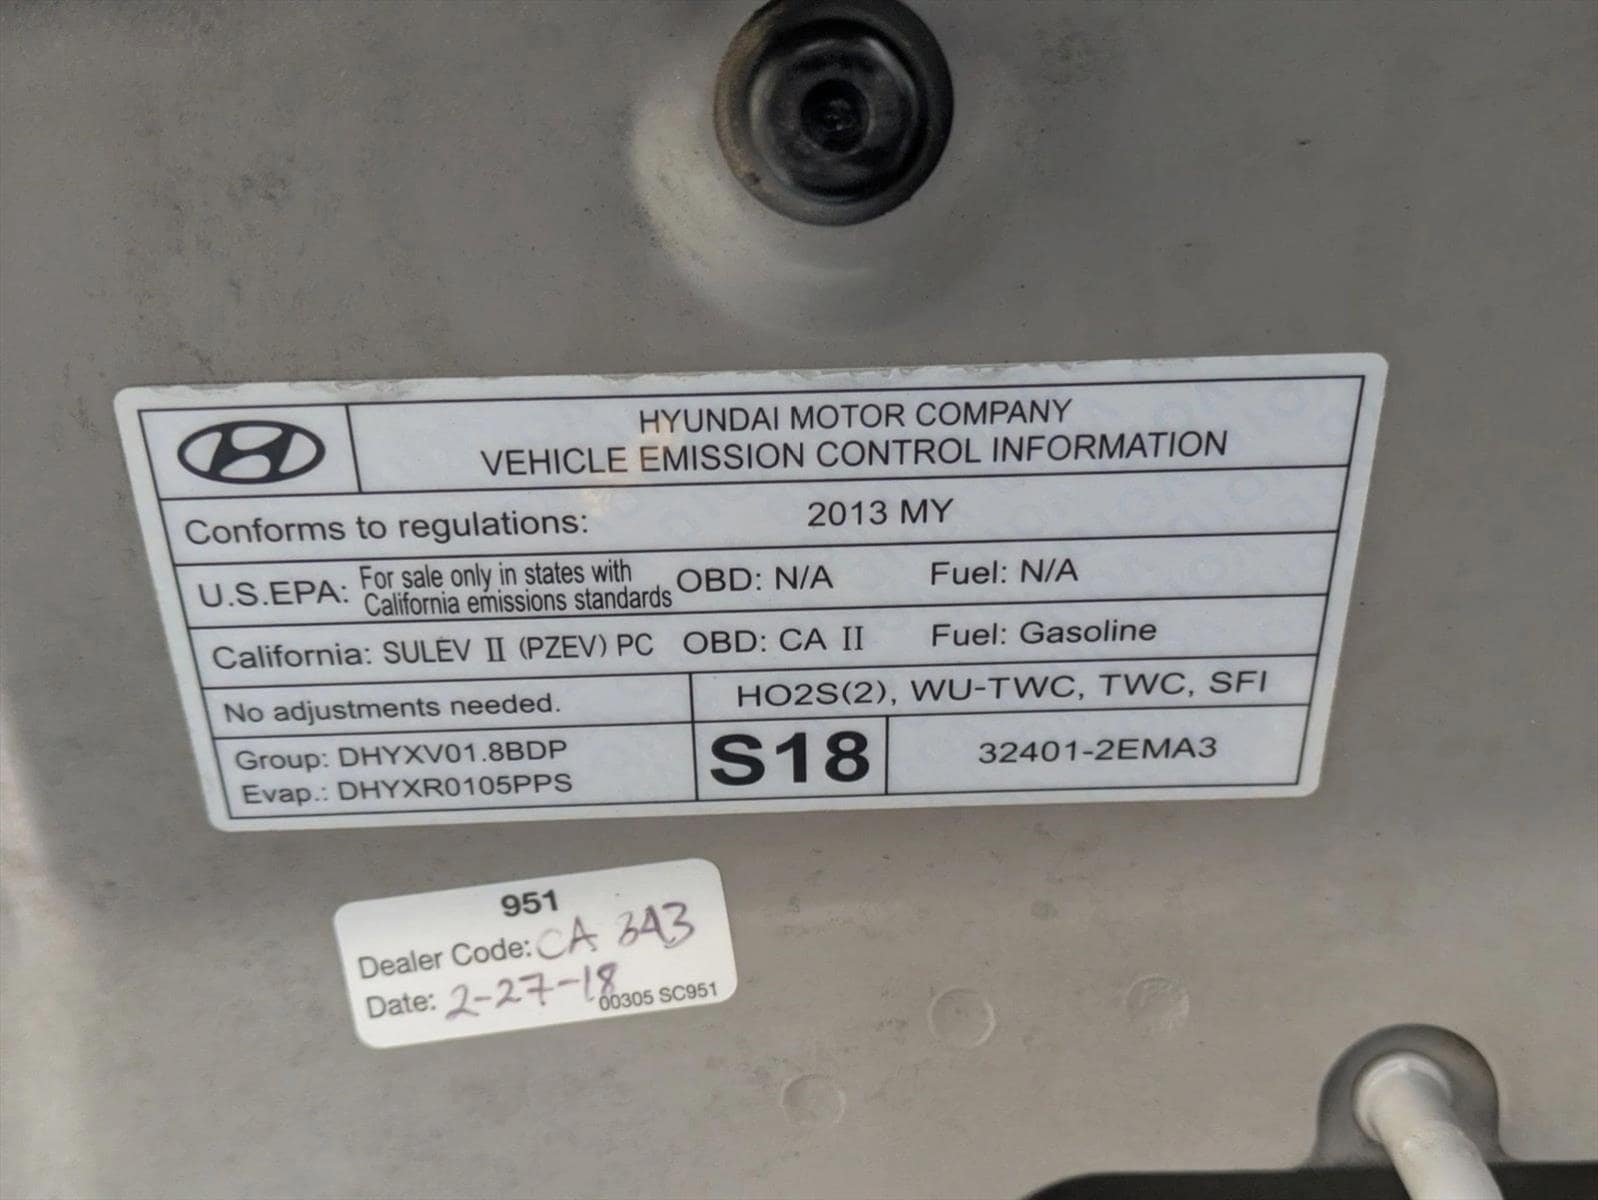 HYUNDAI MOTOR COMPANY
VEHICLE EMISSION CONTROL INFORMATION
Conforms to regulations: 2013 MY
U.S.EPA: For sale only in states with California emissions standards OBD: N/A Fuel: N/A
California: SULEV II (PZEV) PC OBD: CA II Fuel: Gasoline
No adjustments needed. HO2S(2), WU-TWC, TWC, SFI
Group: DHYXV01.8BDP
Evap.: DHYXR0105PPS
S18
32401-2EMA3
951
Dealer Code: CA 343
Date: 2-27-18
00305 SC951